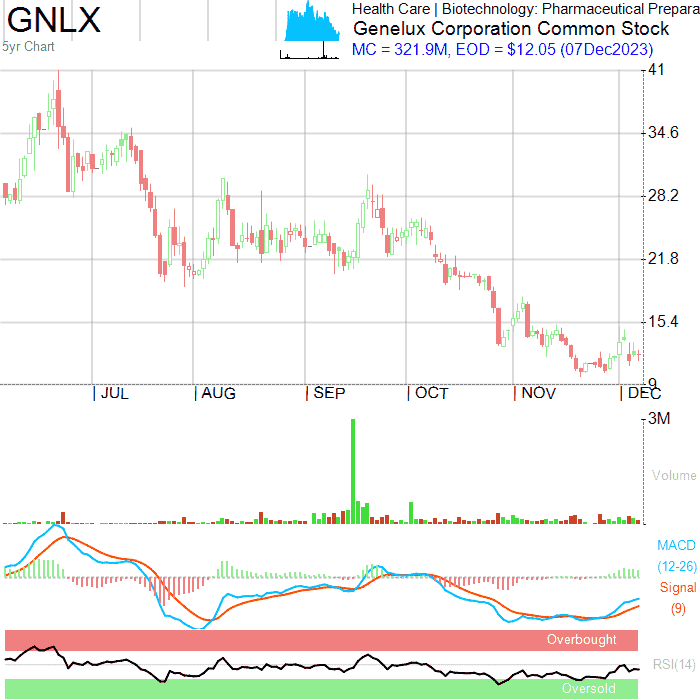 GNLX
5yr Chart
Health Care | Biotechnology: Pharmaceutical Prepara
Genelux Corporation Common Stock
MC = 321.9M, EOD = $12.05 (07Dec2023)
41
34.6
28.2
21.8
15.4
9
JUL
AUG
SEP
OCT
NOV
DEC
3M
Volume
MACD
(12-26)
Signal
(9)
Overbought
RSI(14)
Oversold